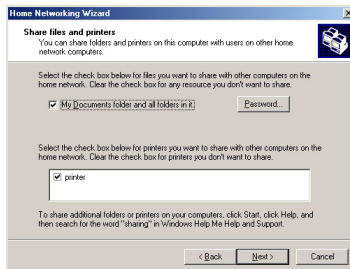 Home Networking Wizard
Share files and printers
You can share folders and printers on this computer with users on other home
network computers.
Select the check box below for files you want to share with other computers on the
home network. Clear the check box for any resource you don't want to share.
My Documents folder and all folders in it.
Password...
Select the check box below for printers you want to share with other computers on the
home network. Clear the check box for printers you don't want to share.
printer
To share additional folders or printers on your computers, click Start, click Help, and
then search for the word "sharing" in Windows Help Me Help and Support.
< Back
Next >
Cancel